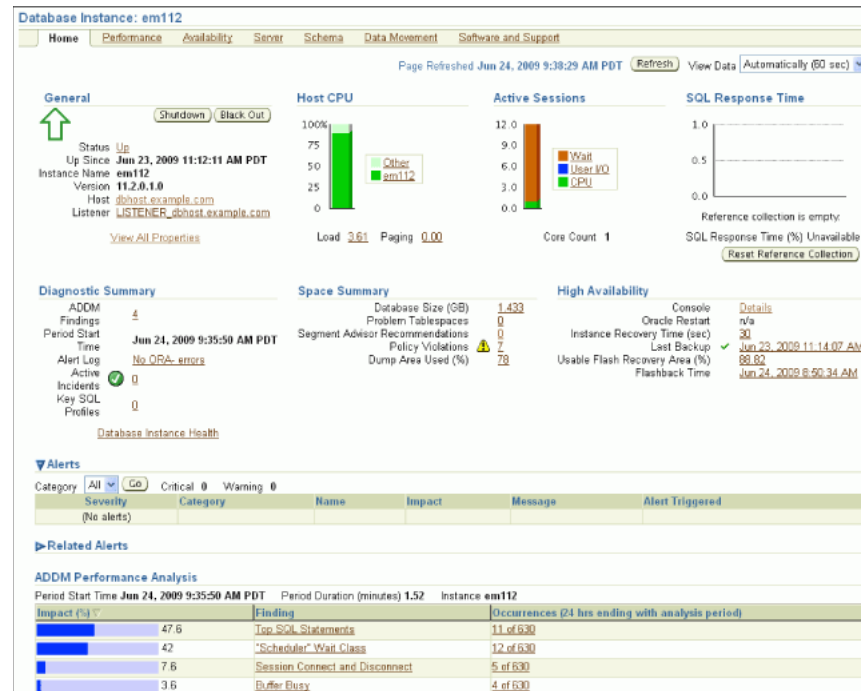 Database Instance: em112
Home Performance Availability Server Schema Data Movement Software and Support
Page Refreshed Jun 24, 2009 9:38:29 AM PDT Refresh View Data Automatically (60 sec)
General
Shutdown Black Out
Status Up
Up Since Jun 23, 2009 11:12:11 AM PDT
Instance Name em112
Version 11.2.0.1.0
Host dbhost.example.com
Listener LISTENER_dbhost.example.com
View All Properties
Host CPU
100%
75
50
25
0
Other
em112
Load 3.61 Paging 0.00
Active Sessions
12.0
9.0
6.0
3.0
0.0
Wait
User I/O
CPU
Core Count 1
SQL Response Time
1.0
0.5
0.0
Reference collection is empty.
SQL Response Time (%) Unavailable
Reset Reference Collection
Diagnostic Summary
ADDM Findings 4
Period Start Time Jun 24, 2009 9:35:50 AM PDT
Alert Log No ORA- errors
Active Incidents 0
Key SQL Profiles 0
Database Instance Health
Space Summary
Database Size (GB) 1.433
Problem Tablespaces 0
Segment Advisor Recommendations 0
Policy Violations 7
Dump Area Used (%) 78
High Availability
Console Details
Oracle Restart n/a
Instance Recovery Time (sec) 30
Last Backup Jun 23, 2009 11:14:07 AM
Usable Flash Recovery Area (%) 88.82
Flashback Time Jun 24, 2009 6:50:34 AM
Alerts
Category All Go Critical 0 Warning 0
Severity Category Name Impact Message Alert Triggered
(No alerts)
Related Alerts
ADDM Performance Analysis
Period Start Time Jun 24, 2009 9:35:50 AM PDT Period Duration (minutes) 1.52 Instance em112
Impact (%) Finding Occurrences (24 hrs ending with analysis period)
47.6 Top SQL Statements 11 of 630
42 "Scheduler" Wait Class 12 of 630
7.6 Session Connect and Disconnect 5 of 630
3.6 Buffer Busy 4 of 630